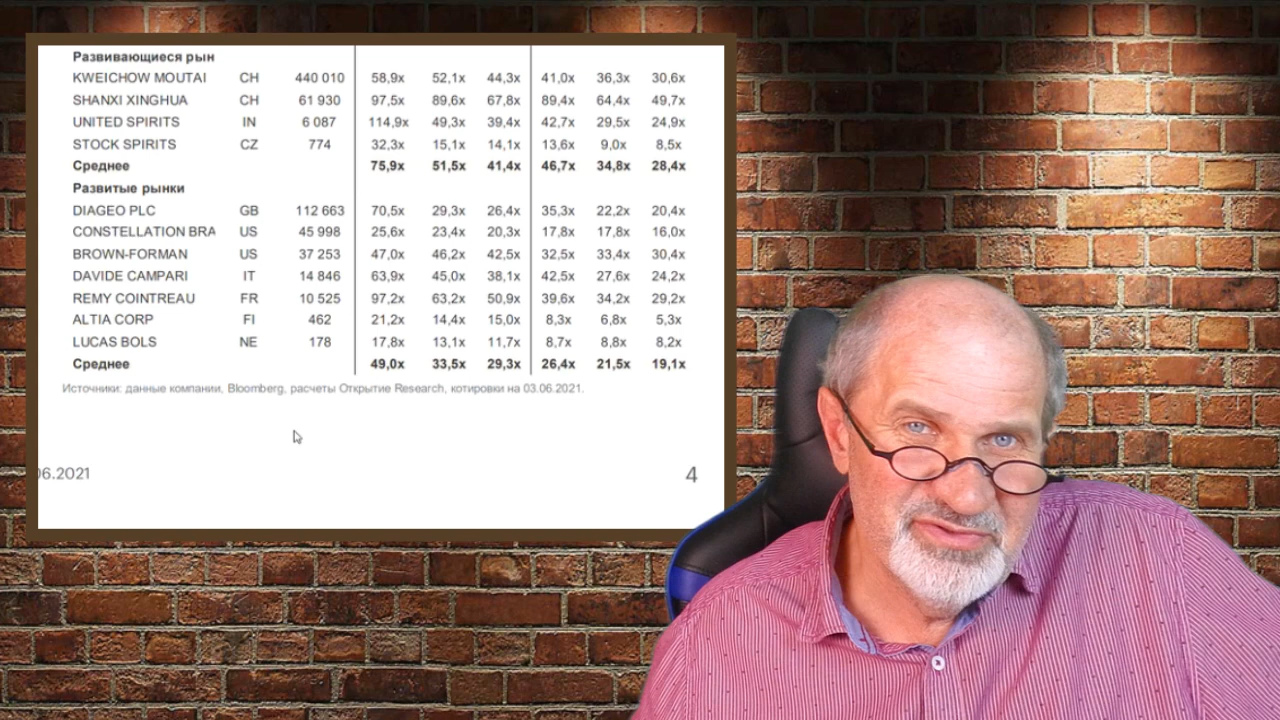 Развивающиеся рын
KWEICHOW MOUTAI CH 440 010 58,9x 52,1x 44,3x 41,0x 36,3x 30,6x
SHANXI XINGHUA CH 61 930 97,5x 89,6x 67,8x 89,4x 64,4x 49,7x
UNITED SPIRITS IN 6 087 114,9x 49,3x 39,4x 42,7x 29,5x 24,9x
STOCK SPIRITS CZ 774 32,3x 15,1x 14,1x 13,6x 9,0x 8,5x
Среднее 75,9x 51,5x 41,4x 46,7x 34,8x 28,4x
Развитые рынки
DIAGEO PLC GB 112 663 70,5x 29,3x 26,4x 35,3x 22,2x 20,4x
CONSTELLATION BRA US 45 998 25,6x 23,4x 20,3x 17,8x 17,8x 16,0x
BROWN-FORMAN US 37 253 47,0x 46,2x 42,5x 32,5x 33,4x 30,4x
DAVIDE CAMPARI IT 14 846 63,9x 45,0x 38,1x 42,5x 27,6x 24,2x
REMY COINTREAU FR 10 525 97,2x 63,2x 50,9x 39,6x 34,2x 29,2x
ALTIA CORP FI 462 21,2x 14,4x 15,0x 8,3x 6,8x 5,3x
LUCAS BOLS NE 178 17,8x 13,1x 11,7x 8,7x 8,8x 8,2x
Среднее 49,0x 33,5x 29,3x 26,4x 21,5x 19,1x
Источники: данные компании, Bloomberg, расчеты Открытие Research, котировки на 03.06.2021.
06.2021 4